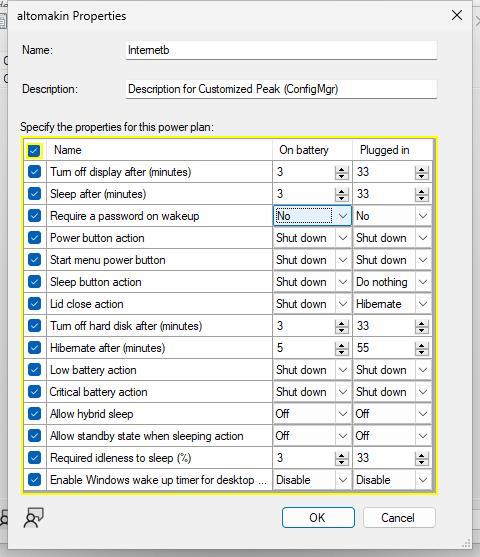 altomakin Properties
Name: Internetb
Description: Description for Customized Peak (ConfigMgr)
Specify the properties for this power plan:
Name On battery Plugged in
Turn off display after (minutes) 3 33
Sleep after (minutes) 3 33
Require a password on wakeup No No
Power button action Shut down Shut down
Start menu power button Shut down Shut down
Sleep button action Shut down Do nothing
Lid close action Shut down Hibernate
Turn off hard disk after (minutes) 3 33
Hibernate after (minutes) 5 55
Low battery action Shut down Shut down
Critical battery action Shut down Shut down
Allow hybrid sleep Off Off
Allow standby state when sleeping action Off Off
Required idleness to sleep (%) 3 33
Enable Windows wake up timer for desktop ... Disable Disable
OK Cancel